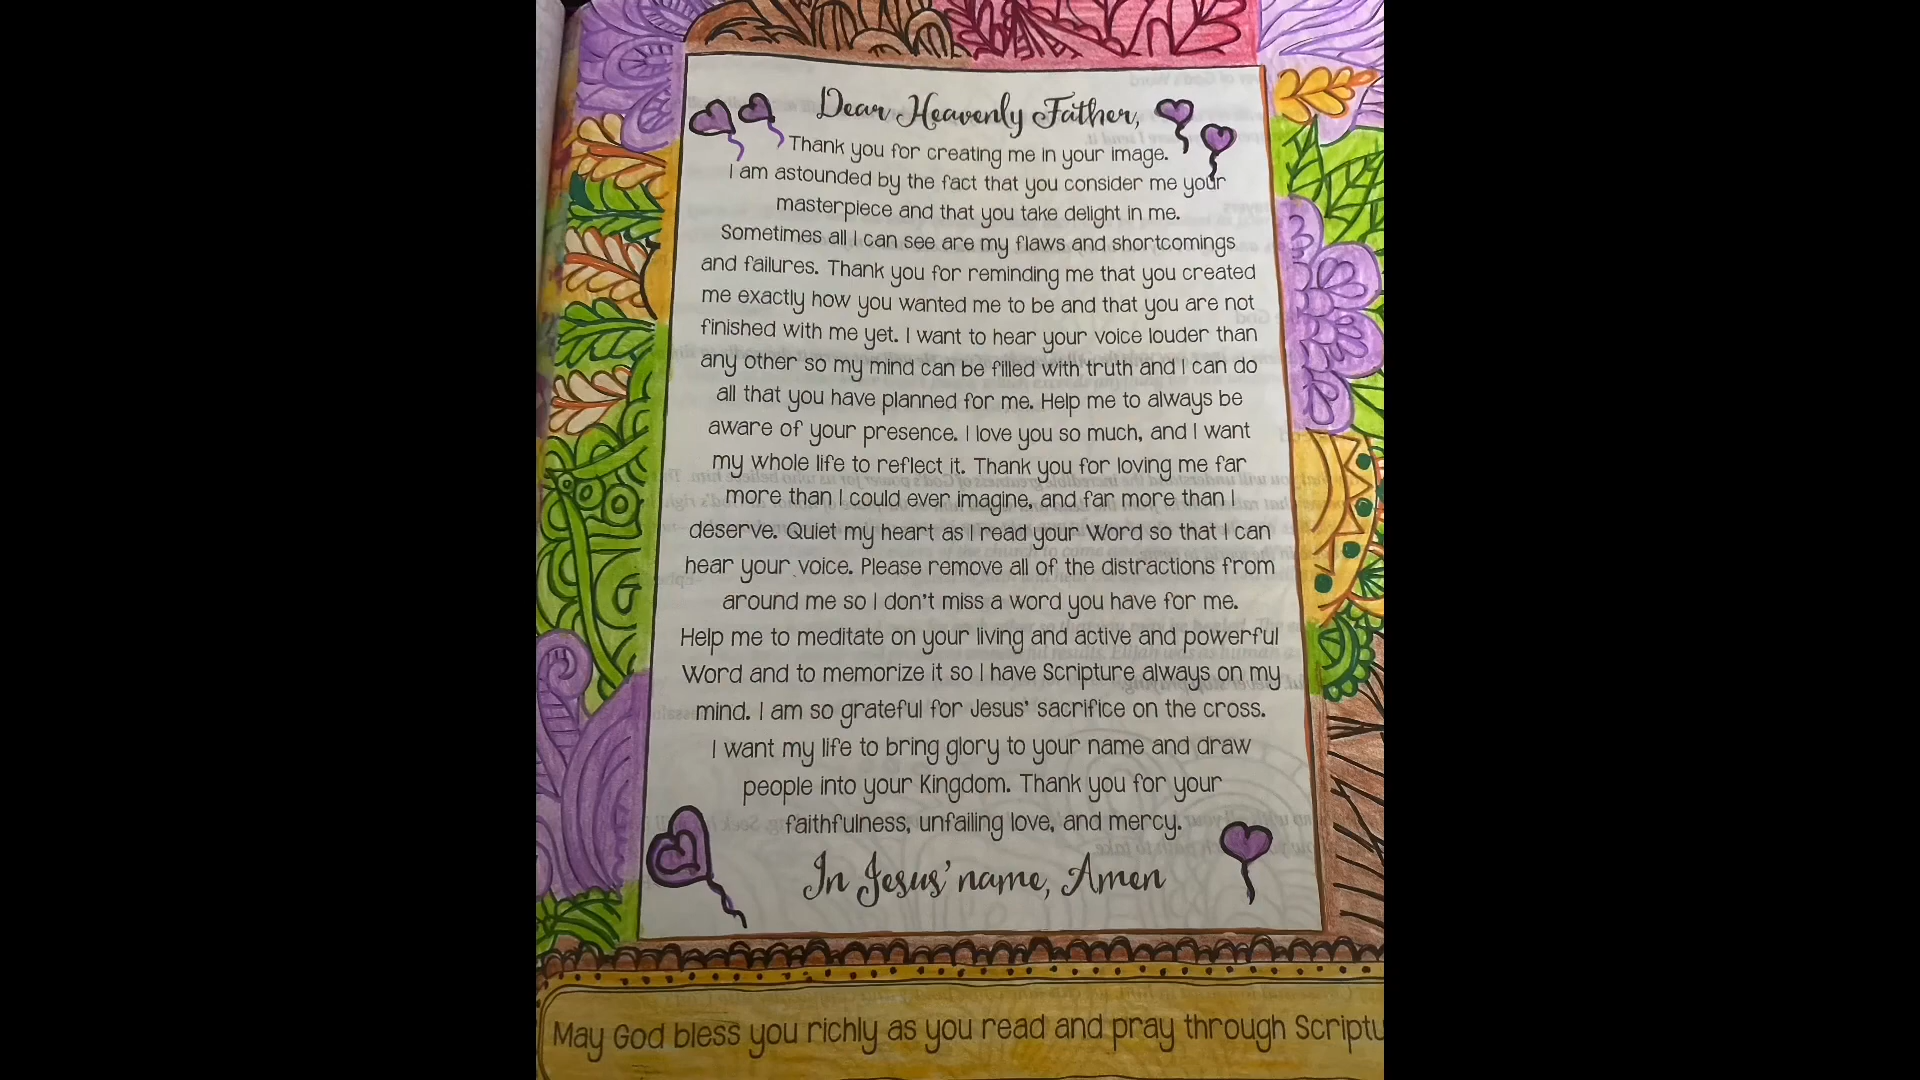 Dear Heavenly Father,
Thank you for creating me in your image.
I am astounded by the fact that you consider me your
masterpiece and that you take delight in me.
Sometimes all I can see are my flaws and shortcomings
and failures. Thank you for reminding me that you created
me exactly how you wanted me to be and that you are not
finished with me yet. I want to hear your voice louder than
any other so my mind can be filled with truth and I can do
all that you have planned for me. Help me to always be
aware of your presence. I love you so much, and I want
my whole life to reflect it. Thank you for loving me far
more than I could ever imagine, and far more than I
deserve. Quiet my heart as I read your Word so that I can
hear your voice. Please remove all of the distractions from
around me so I don't miss a word you have for me.
Help me to meditate on your living and active and powerful
Word and to memorize it so I have Scripture always on my
mind. I am so grateful for Jesus' sacrifice on the cross.
I want my life to bring glory to your name and draw
people into your Kingdom. Thank you for your
faithfulness, unfailing love, and mercy.
In Jesus' name, Amen
May God bless you richly as you read and pray through Scriptu